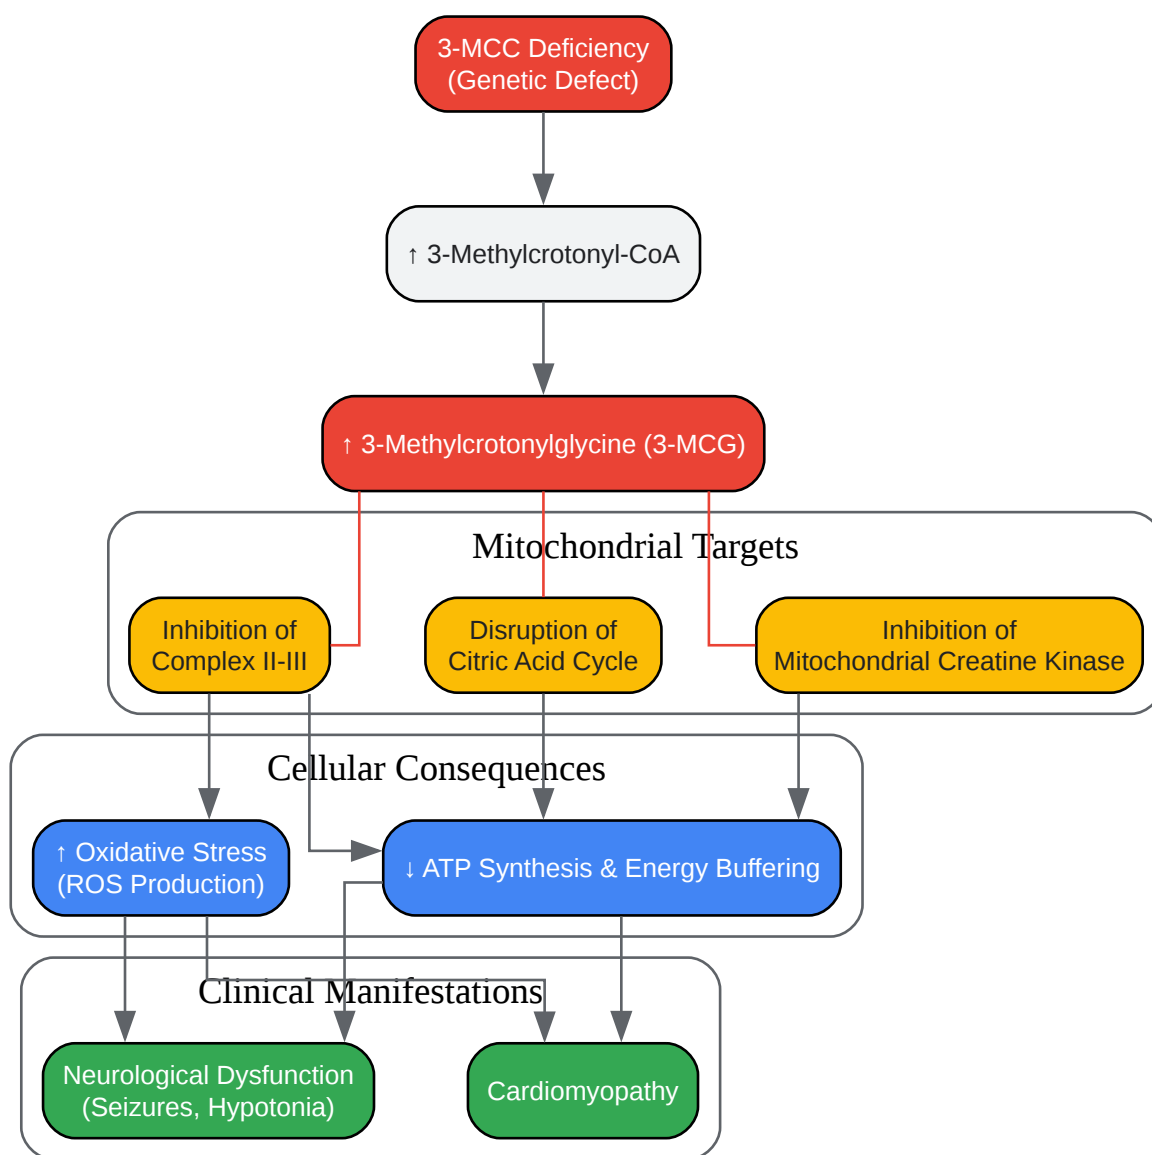 3-MCC Deficiency
(Genetic Defect)
↑ 3-Methylcrotonyl-CoA
↑ 3-Methylcrotonylglycine (3-MCG)
Mitochondrial Targets
Inhibition of
Complex II-III
Disruption of
Citric Acid Cycle
Inhibition of
Mitochondrial Creatine Kinase
Cellular Consequences
↑ Oxidative Stress
(ROS Production)
↓ ATP Synthesis & Energy Buffering
Clinical Manifestations
Neurological Dysfunction
(Seizures, Hypotonia)
Cardiomyopathy